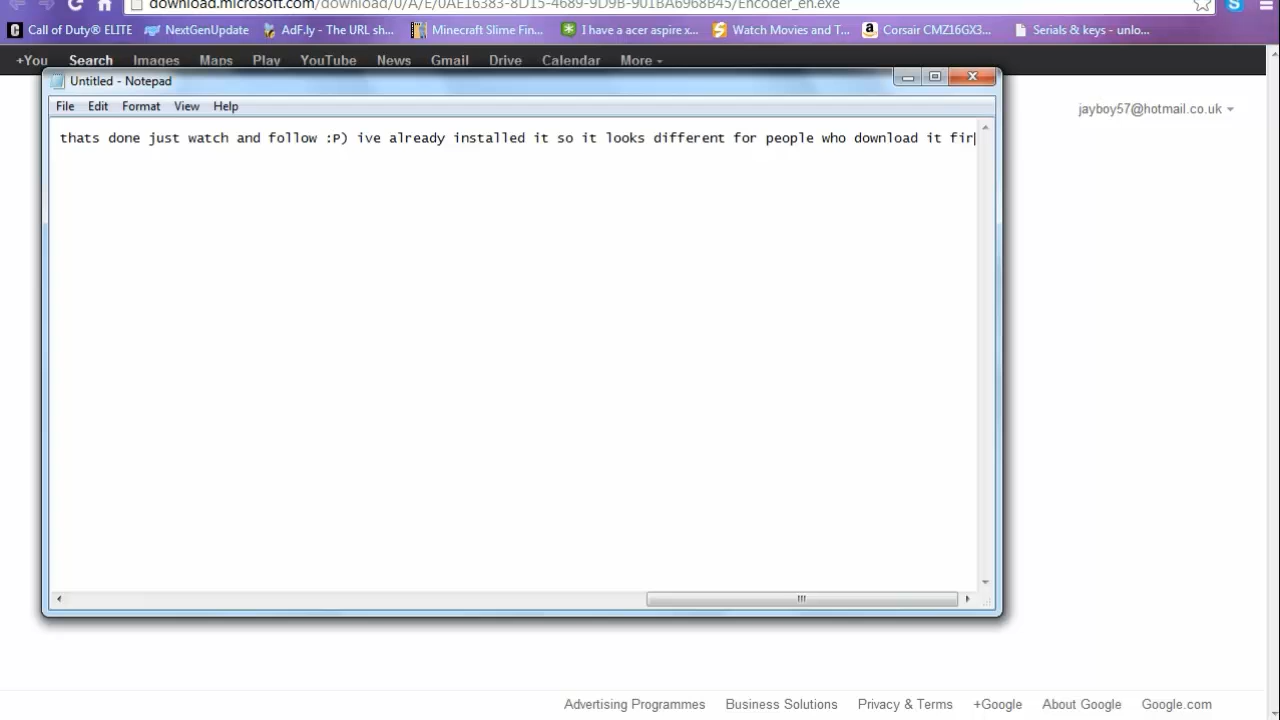 download.microsoft.com/download/0/A/E/0AE16383-8D15-4689-9D9B-901BA6968B45/Encoder_en.exe
Call of Duty® ELITE NextGenUpdate AdF.ly - The URL sh... Minecraft Slime Fin... I have a acer aspire x... Watch Movies and T... Corsair CMZ16GX3... Serials & keys - unlo...
+You Search Images Maps Play YouTube News Gmail Drive Calendar More
Untitled - Notepad
jayboy57@hotmail.co.uk
File Edit Format View Help
thats done just watch and follow :P) ive already installed it so it looks different for people who download it fir
Advertising Programmes Business Solutions Privacy & Terms +Google About Google Google.com